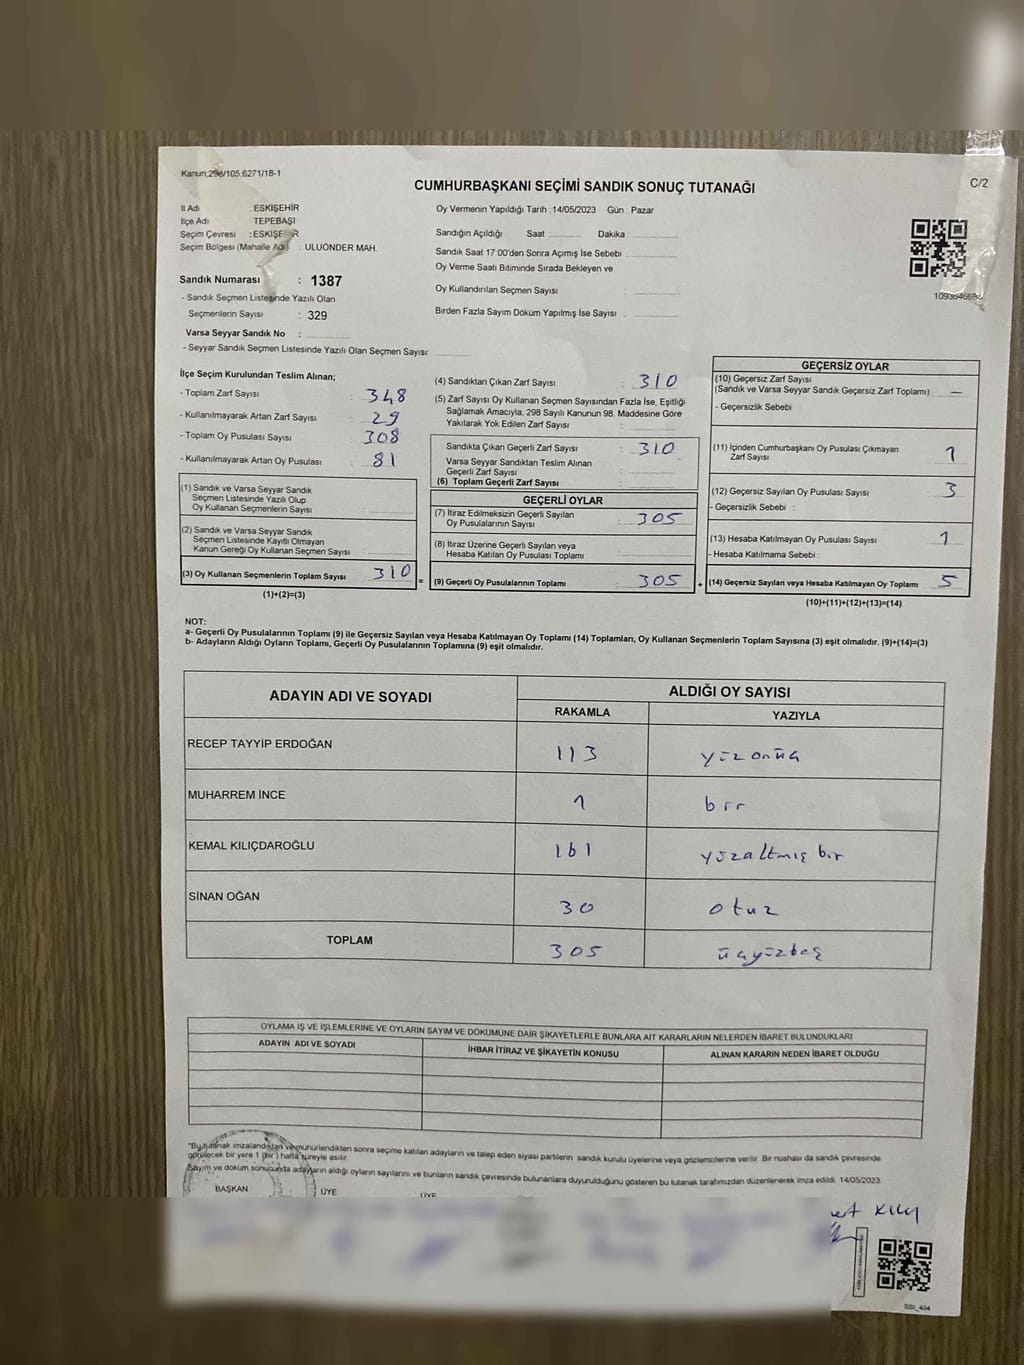 Kanun:298/105.6271/18-1
CUMHURBAŞKANI SEÇİMİ SANDIK SONUÇ TUTANAĞI
C/2
İl Adı : ESKİŞEHİR
İlçe Adı : TEPEBAŞI
Seçim Çevresi : ESKİŞEHİR
Seçim Bölgesi (Mahalle Adı) : ULUÖNDER MAH.
Sandık Numarası : 1387
- Sandık Seçmen Listesinde Yazılı Olan
Seçmenlerin Sayısı : 329
Varsa Seyyar Sandık No :
- Seyyar Sandık Seçmen Listesinde Yazılı Olan Seçmen Sayısı:
Oy Vermenin Yapıldığı Tarih : 14/05/2023 Gün : Pazar
Sandığın Açıldığı Saat : Dakika :
Sandık Saat 17:00'den Sonra Açılmış İse Sebebi :
Oy Verme Saati Bitiminde Sırada Bekleyen ve
Oy Kullandırılan Seçmen Sayısı :
Birden Fazla Sayım Döküm Yapılmış İse Sayısı :
İlçe Seçim Kurulundan Teslim Alınan;
- Toplam Zarf Sayısı : 348
- Kullanılmayarak Artan Zarf Sayısı : 29
- Toplam Oy Pusulası Sayısı : 308
- Kullanılmayarak Artan Oy Pusulası : 81
(1) Sandık ve Varsa Seyyar Sandık
Seçmen Listesinde Yazılı Olup
Oy Kullanan Seçmenlerin Sayısı :
(2) Sandık ve Varsa Seyyar Sandık
Seçmen Listesinde Kayıtlı Olmayan
Kanun Gereği Oy Kullanan Seçmen Sayısı :
(3) Oy Kullanan Seçmenlerin Toplam Sayısı : 310 =
(1)+(2)=(3)
(4) Sandıktan Çıkan Zarf Sayısı : 310
(5) Zarf Sayısı Oy Kullanan Seçmen Sayısından Fazla İse, Eşitliği
Sağlamak Amacıyla, 298 Sayılı Kanunun 98. Maddesine Göre
Yakılarak Yok Edilen Zarf Sayısı :
Sandıkta Çıkan Geçerli Zarf Sayısı : 310
Varsa Seyyar Sandıktan Teslim Alınan
Geçerli Zarf Sayısı :
(6) Toplam Geçerli Zarf Sayısı :
GEÇERLİ OYLAR
(7) İtiraz Edilmeksizin Geçerli Sayılan
Oy Pusulalarının Sayısı : 305
(8) İtiraz Üzerine Geçerli Sayılan veya
Hesaba Katılan Oy Pusulası Toplamı :
(9) Geçerli Oy Pusulalarının Toplamı : 305 +
GEÇERSİZ OYLAR
(10) Geçersiz Zarf Sayısı
(Sandık ve Varsa Seyyar Sandık Geçersiz Zarf Toplamı) : —
- Geçersizlik Sebebi
(11) İçinden Cumhurbaşkanı Oy Pusulası Çıkmayan
Zarf Sayısı 1
(12) Geçersiz Sayılan Oy Pusulası Sayısı 3
- Geçersizlik Sebebi :
(13) Hesaba Katılmayan Oy Pusulası Sayısı 1
- Hesaba Katılmama Sebebi :
(14) Geçersiz Sayılan veya Hesaba Katılmayan Oy Toplamı 5
(10)+(11)+(12)+(13)=(14)
NOT:
a- Geçerli Oy Pusulalarının Toplamı (9) ile Geçersiz Sayılan veya Hesaba Katılmayan Oy Toplamı (14) Toplamları, Oy Kullanan Seçmenlerin Toplam Sayısına (3) eşit olmalıdır. (9)+(14)=(3)
b- Adayların Aldığı Oyların Toplamı, Geçerli Oy Pusulalarının Toplamına (9) eşit olmalıdır.
ADAYIN ADI VE SOYADI ALDIĞI OY SAYISI
RAKAMLA YAZIYLA
RECEP TAYYİP ERDOĞAN 113 yüzonüç
MUHARREM İNCE 1 bir
KEMAL KILIÇDAROĞLU 161 yüzaltmış bir
SİNAN OĞAN 30 otuz
TOPLAM 305 üçyüzbeş
OYLAMA İŞ VE İŞLEMLERİNE VE OYLARIN SAYIM VE DÖKÜMÜNE DAİR ŞİKAYETLERLE BUNLARA AİT KARARLARIN NELERDEN İBARET BULUNDUKLARI
ADAYIN ADI VE SOYADI İHBAR İTİRAZ VE ŞİKAYETİN KONUSU ALINAN KARARIN NEDEN İBARET OLDUĞU
*Bu tutanak imzalandıktan ve mühürlendikten sonra seçime katılan adayların ve talep eden siyasi partilerin sandık kurulu üyelerine veya gözlemcilerine verilir. Bir nüshası da sandık çevresinde
görülecek bir yere 1 (bir) hafta süreyle asılır.
Sayım ve döküm sonucunda adayların aldığı oyların sayılarını ve bunların sandık çevresinde bulunanlara duyurulduğunu gösteren bu tutanak tarafımızdan düzenlenerek imza edildi. 14/05/2023
BAŞKAN ÜYE ÜYE